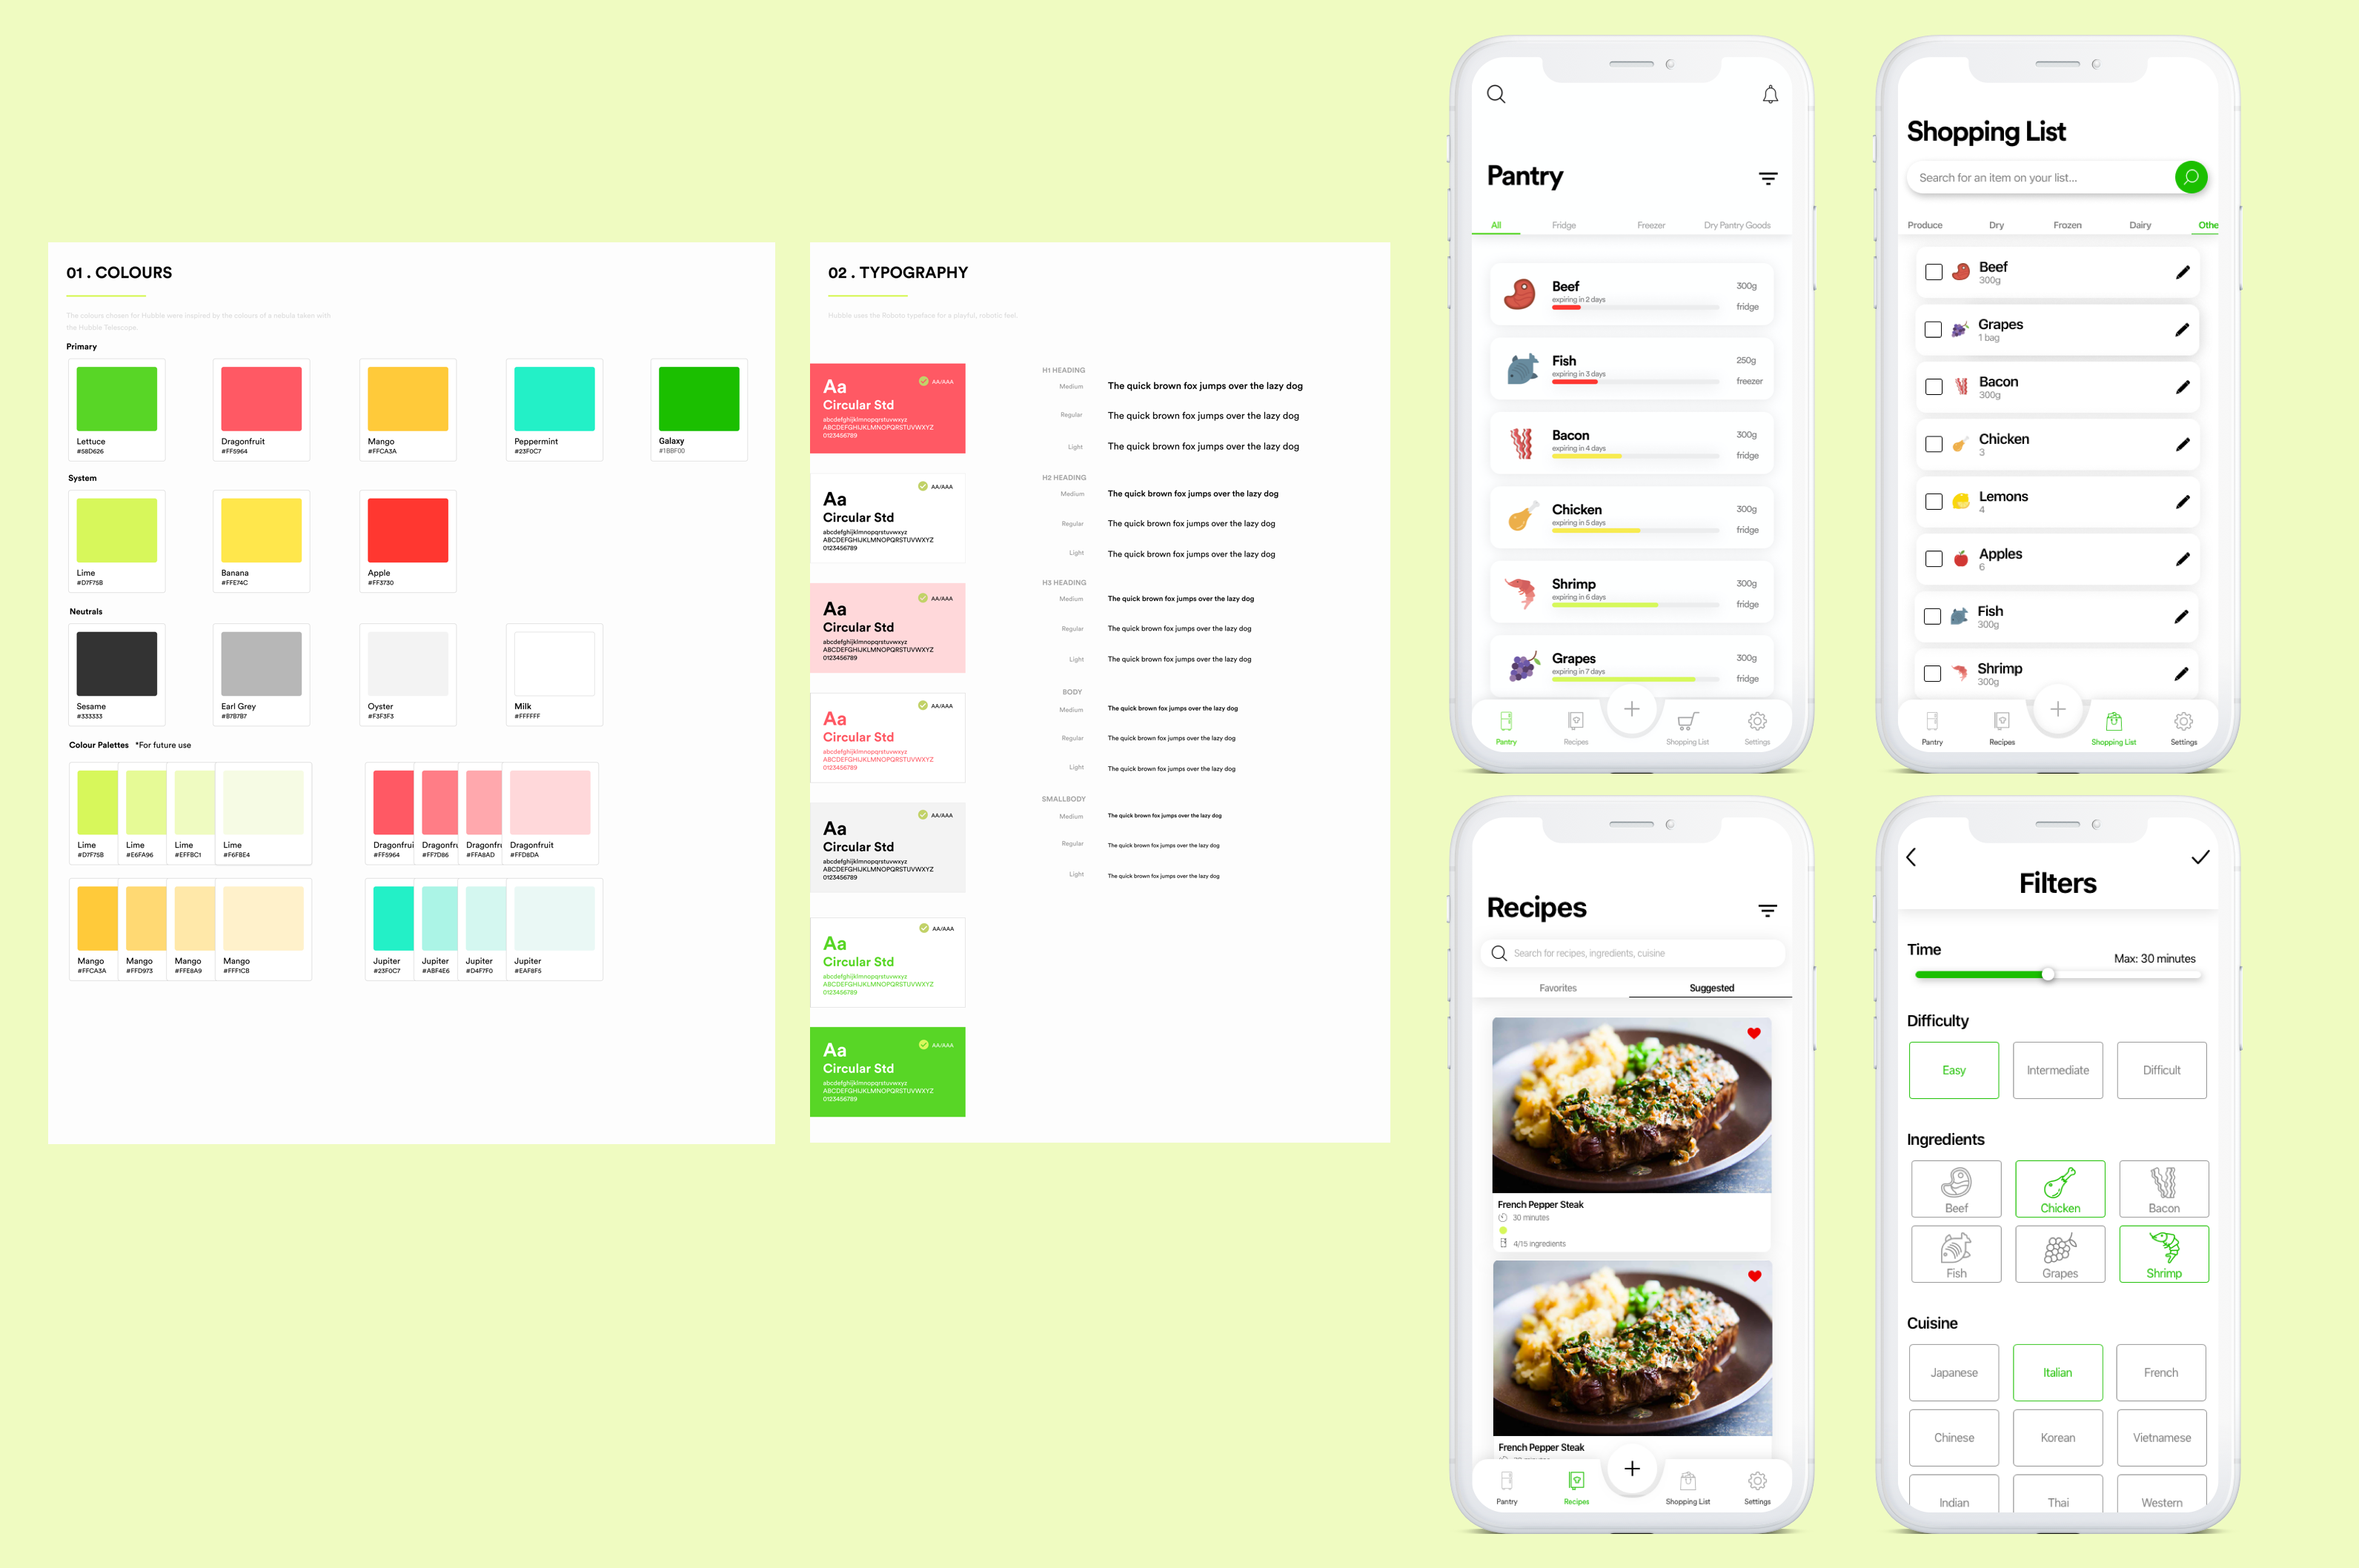 01 . COLOURS
The colours chosen for Hubble were inspired by the colours of a nebula taken with
the Hubble Telescope.
Primary
Lettuce
#58D626
Dragonfruit
#FF5964
Mango
#FFCA3A
Peppermint
#23F0C7
Galaxy
#1BBF00
System
Lime
#D7F75B
Banana
#FFE74C
Apple
#FF3730
Neutrals
Sesame
#333333
Earl Grey
#B7B7B7
Oyster
#F3F3F3
Milk
#FFFFFF
Colour Palettes *For future use
Lime
#D7F75B
Lime
#E6FA96
Lime
#EFFBC1
Lime
#F6FBE4
Dragonfrui
#FF5964
Dragonfru
#FF7D86
Dragonfru
#FFA8AD
Dragonfruit
#FFD8DA
Mango
#FFCA3A
Mango
#FFD973
Mango
#FFE8A9
Mango
#FFF1CB
Jupiter
#23F0C7
Jupiter
#ABF4E6
Jupiter
#D4F7F0
Jupiter
#EAF8F5
02 . TYPOGRAPHY
Hubble uses the Roboto typeface for a playful, robotic feel.
Aa
AA/AAA
Circular Std
abcdefghijklmnopqrstuvwxyz
ABCDEFGHIJKLMNOPQRSTUVWXYZ
0123456789
Aa
AA/AAA
Circular Std
abcdefghijklmnopqrstuvwxyz
ABCDEFGHIJKLMNOPQRSTUVWXYZ
0123456789
Aa
AA/AAA
Circular Std
abcdefghijklmnopqrstuvwxyz
ABCDEFGHIJKLMNOPQRSTUVWXYZ
0123456789
Aa
AA/AAA
Circular Std
abcdefghijklmnopqrstuvwxyz
ABCDEFGHIJKLMNOPQRSTUVWXYZ
0123456789
Aa
AA/AAA
Circular Std
abcdefghijklmnopqrstuvwxyz
ABCDEFGHIJKLMNOPQRSTUVWXYZ
0123456789
Aa
AA/AAA
Circular Std
abcdefghijklmnopqrstuvwxyz
ABCDEFGHIJKLMNOPQRSTUVWXYZ
0123456789
Aa
AA/AAA
Circular Std
abcdefghijklmnopqrstuvwxyz
ABCDEFGHIJKLMNOPQRSTUVWXYZ
0123456789
H1 HEADING
Medium The quick brown fox jumps over the lazy dog
Regular The quick brown fox jumps over the lazy dog
Light The quick brown fox jumps over the lazy dog
H2 HEADING
Medium The quick brown fox jumps over the lazy dog
Regular The quick brown fox jumps over the lazy dog
Light The quick brown fox jumps over the lazy dog
H3 HEADING
Medium The quick brown fox jumps over the lazy dog
Regular The quick brown fox jumps over the lazy dog
Light The quick brown fox jumps over the lazy dog
BODY
Medium The quick brown fox jumps over the lazy dog
Regular The quick brown fox jumps over the lazy dog
Light The quick brown fox jumps over the lazy dog
SMALLBODY
Medium The quick brown fox jumps over the lazy dog
Regular The quick brown fox jumps over the lazy dog
Light The quick brown fox jumps over the lazy dog
Pantry
All Fridge Freezer Dry Pantry Goods
Beef 300g
expiring in 2 days
fridge
Fish 250g
expiring in 3 days
freezer
Bacon 300g
expiring in 4 days
fridge
Chicken 300g
expiring in 5 days
fridge
Shrimp 300g
expiring in 6 days
fridge
Grapes 300g
expiring in 7 days
fridge
Pantry Recipes Shopping List Settings
Shopping List
Search for an item on your list...
Produce Dry Frozen Dairy Othe
Beef
300g
Grapes
1 bag
Bacon
300g
Chicken
3
Lemons
4
Apples
6
Fish
300g
Shrimp
300g
Pantry Recipes Shopping List Settings
Recipes
Search for recipes, ingredients, cuisine
Favorites Suggested
French Pepper Steak
30 minutes
4/15 ingredients
French Pepper Steak
Pantry Recipes Shopping List Settings
Filters
Time
Max: 30 minutes
Difficulty
Easy Intermediate Difficult
Ingredients
Beef Chicken Bacon
Fish Grapes Shrimp
Cuisine
Japanese Italian French
Chinese Korean Vietnamese
Indian Thai Western